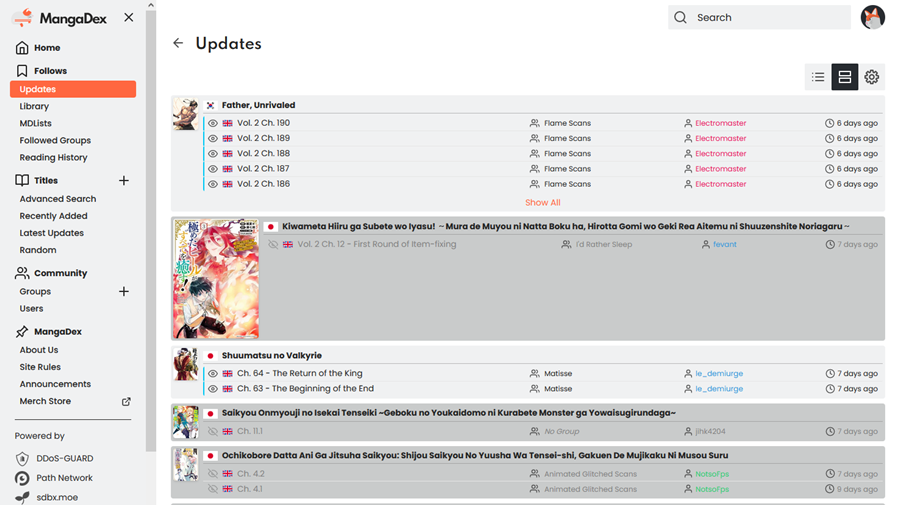 MangaDex
Search
Home
Follows
Updates
Library
MDLists
Followed Groups
Reading History
Titles
Advanced Search
Recently Added
Latest Updates
Random
Community
Groups
Users
MangaDex
About Us
Site Rules
Announcements
Merch Store
Powered by
DDoS-GUARD
Path Network
sdbx.moe
Updates
Father, Unrivaled
Vol. 2 Ch. 190 Flame Scans Electromaster 6 days ago
Vol. 2 Ch. 189 Flame Scans Electromaster 6 days ago
Vol. 2 Ch. 188 Flame Scans Electromaster 6 days ago
Vol. 2 Ch. 187 Flame Scans Electromaster 6 days ago
Vol. 2 Ch. 186 Flame Scans Electromaster 6 days ago
Show All
Kiwameta Hiiru ga Subete wo Iyasu! ～Mura de Muyou ni Natta Boku ha, Hirotta Gomi wo Geki Rea Aitemu ni Shuuzenshite Noriagaru～
Vol. 2 Ch. 12 - First Round of Item-fixing I'd Rather Sleep fevant 7 days ago
Shuumatsu no Valkyrie
Ch. 64 - The Return of the King Matisse le_demiurge 7 days ago
Ch. 63 - The Beginning of the End Matisse le_demiurge 7 days ago
Saikyou Onmyouji no Isekai Tenseiki ~Geboku no Youkaidomo ni Kurabete Monster ga Yowaisugirundaga~
Ch. 11.1 No Group jihk4204 7 days ago
Ochikobore Datta Ani Ga Jitsuha Saikyou: Shijou Saikyou No Yuusha Wa Tensei-shi, Gakuen De Mujikaku Ni Musou Suru
Ch. 4.2 Animated Glitched Scans NotsoFps 7 days ago
Ch. 4.1 Animated Glitched Scans NotsoFps 9 days ago